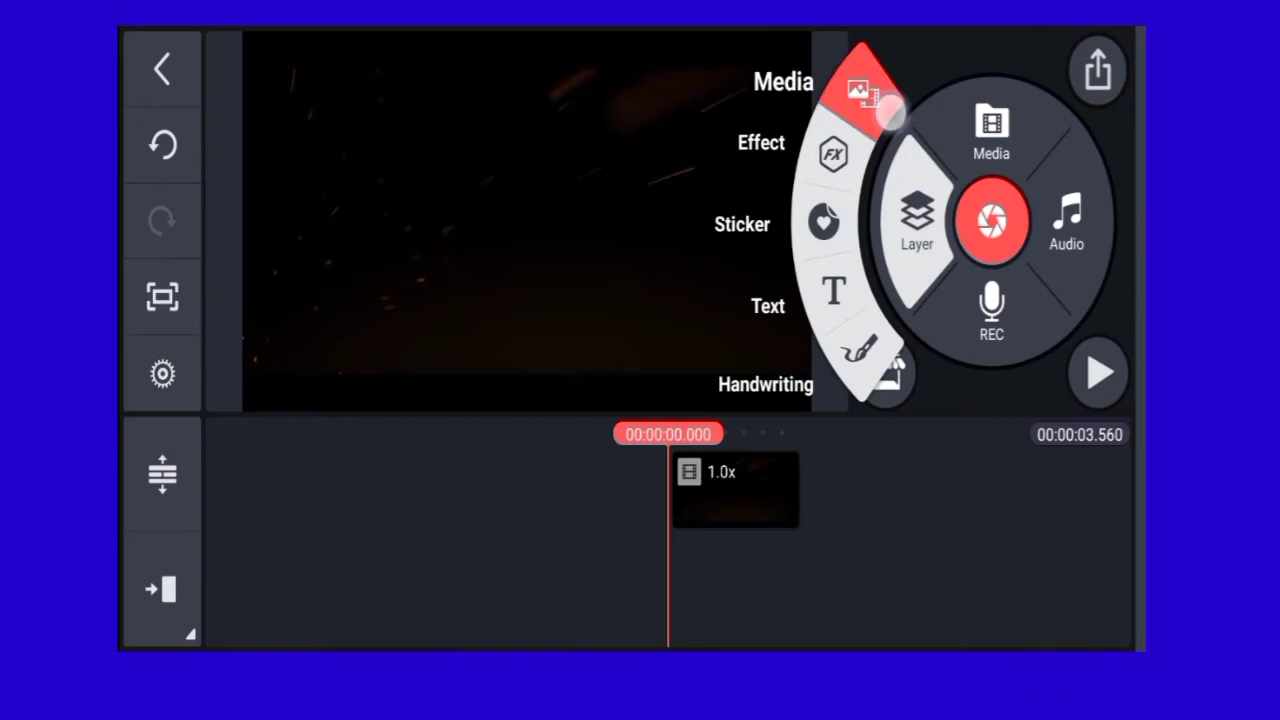 Media
Effect
Sticker
Text
Handwriting
FX
T
Media
Layer
Audio
REC
00:00:00.000
00:00:03.560
1.0x